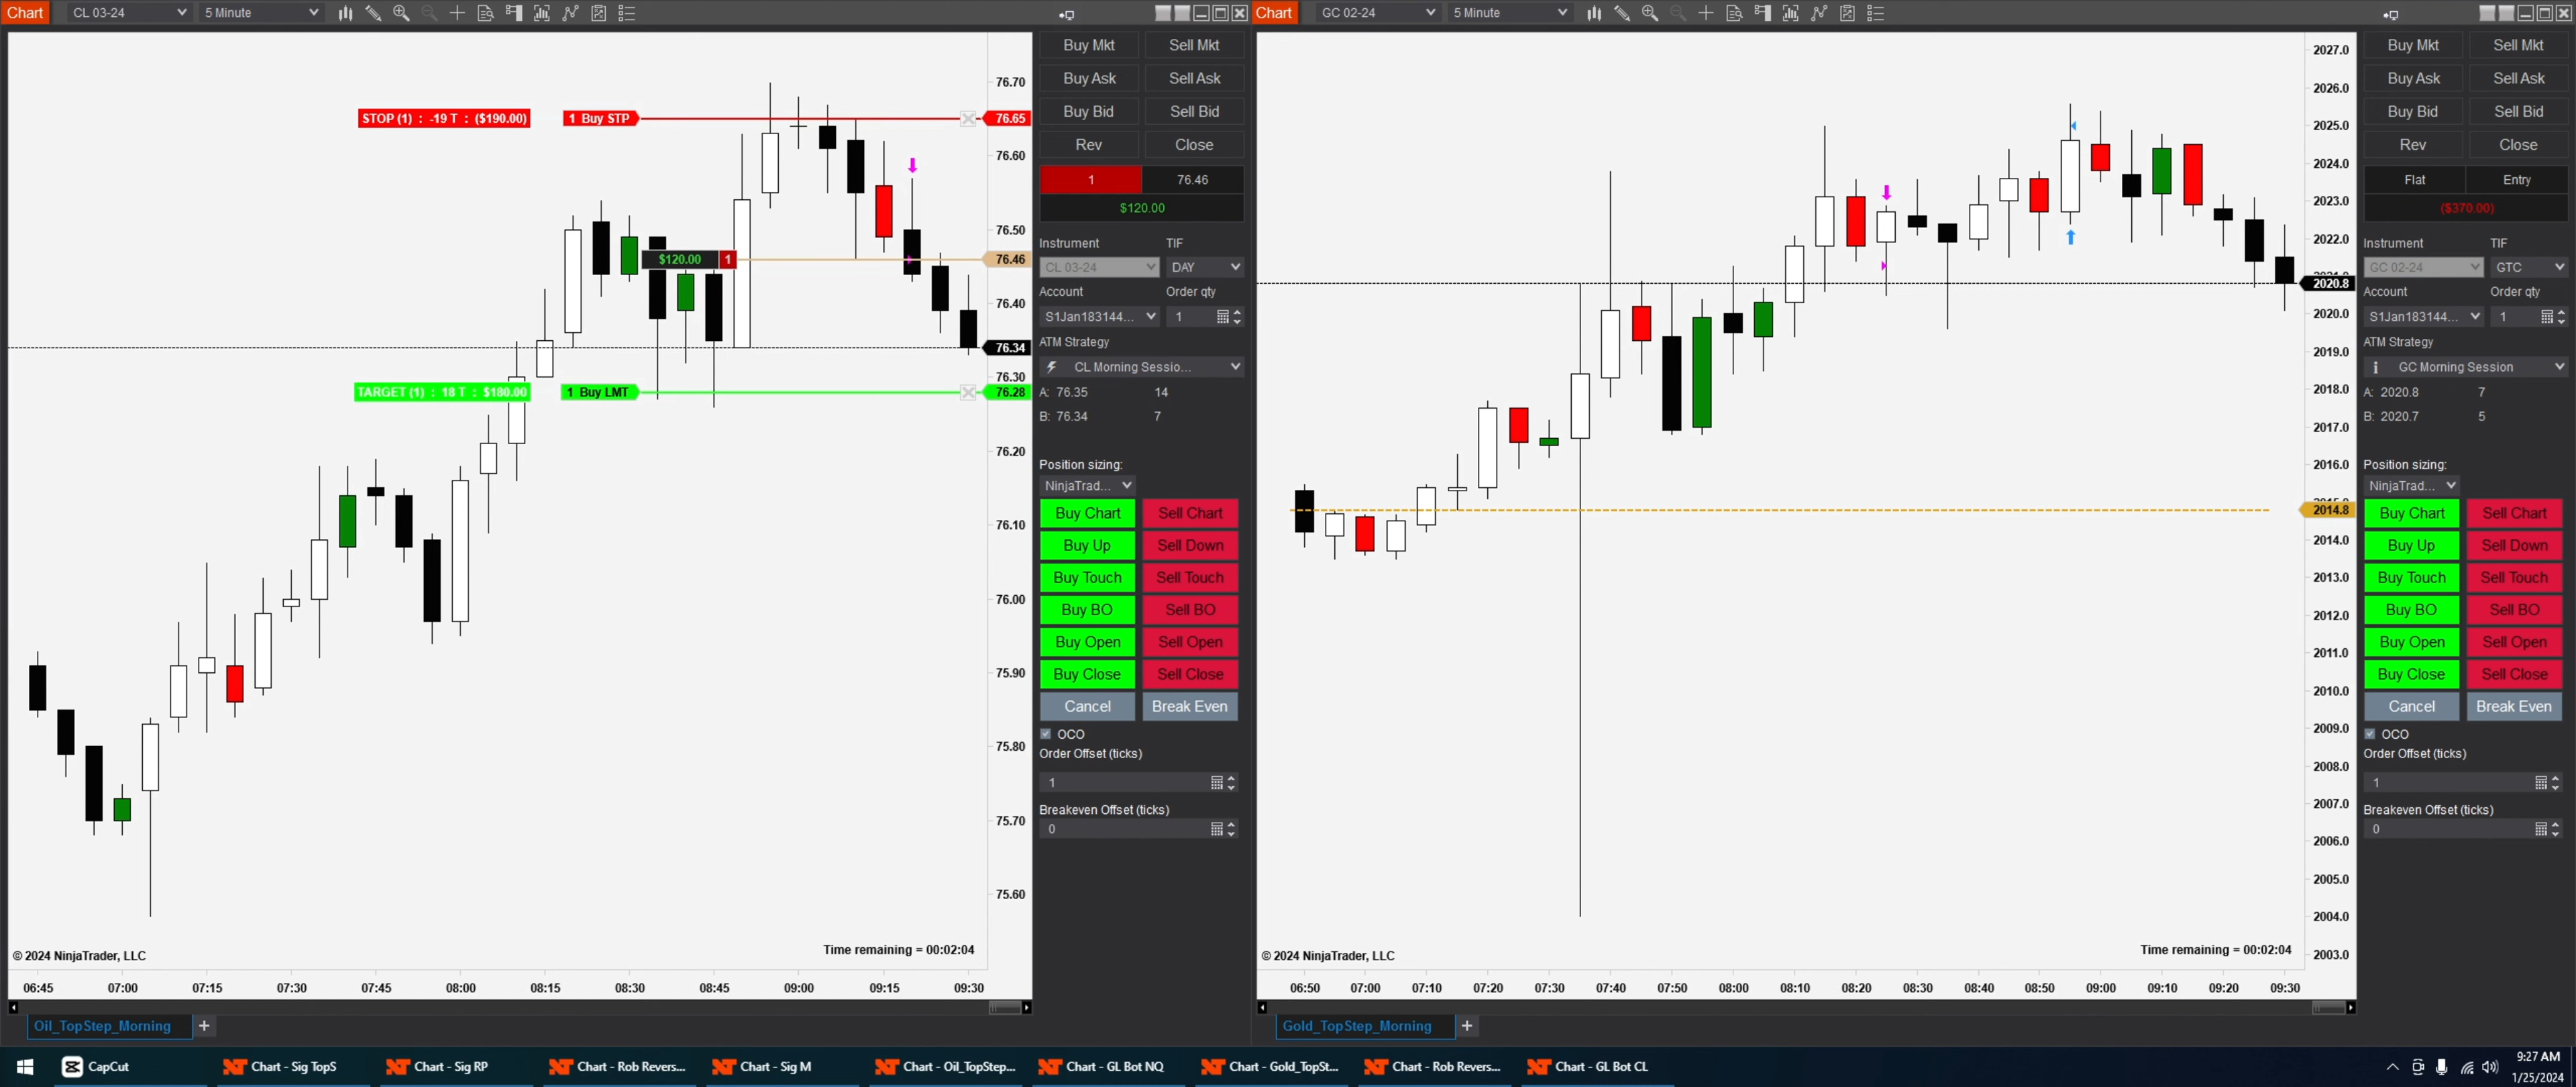 Chart CL 03-24 5 Minute
76.70
76.60
76.50
76.40
76.30
76.20
76.10
76.00
75.90
75.80
75.70
75.60
STOP (1) : -19 T : ($190.00) 1 Buy STP 76.65
$120.00 1 76.46
76.34
TARGET (1) : 18 T : $180.00 1 Buy LMT 76.28
© 2024 NinjaTrader, LLC
Time remaining = 00:02:04
06:45 07:00 07:15 07:30 07:45 08:00 08:15 08:30 08:45 09:00 09:15 09:30
Oil_TopStep_Morning +
Buy Mkt Sell Mkt
Buy Ask Sell Ask
Buy Bid Sell Bid
Rev Close
1 76.46
$120.00
Instrument TIF
CL 03-24 DAY
Account Order qty
S1Jan183144... 1
ATM Strategy
CL Morning Sessio...
A: 76.35 14
B: 76.34 7
Position sizing:
NinjaTrad...
Buy Chart Sell Chart
Buy Up Sell Down
Buy Touch Sell Touch
Buy BO Sell BO
Buy Open Sell Open
Buy Close Sell Close
Cancel Break Even
OCO
Order Offset (ticks)
1
Breakeven Offset (ticks)
0
Chart GC 02-24 5 Minute
2027.0
2026.0
2025.0
2024.0
2023.0
2022.0
2020.8
2020.0
2019.0
2018.0
2017.0
2016.0
2014.8
2014.0
2013.0
2012.0
2011.0
2010.0
2009.0
2008.0
2007.0
2006.0
2005.0
2004.0
2003.0
© 2024 NinjaTrader, LLC
Time remaining = 00:02:04
06:50 07:00 07:10 07:20 07:30 07:40 07:50 08:00 08:10 08:20 08:30 08:40 08:50 09:00 09:10 09:20 09:30
Gold_TopStep_Morning +
Buy Mkt Sell Mkt
Buy Ask Sell Ask
Buy Bid Sell Bid
Rev Close
Flat Entry
($370.00)
Instrument TIF
GC 02-24 GTC
Account Order qty
S1Jan183144... 1
ATM Strategy
GC Morning Session
A: 2020.8 7
B: 2020.7 5
Position sizing:
NinjaTrad...
Buy Chart Sell Chart
Buy Up Sell Down
Buy Touch Sell Touch
Buy BO Sell BO
Buy Open Sell Open
Buy Close Sell Close
Cancel Break Even
OCO
Order Offset (ticks)
1
Breakeven Offset (ticks)
0
CapCut Chart - Sig TopS Chart - Sig RP Chart - Rob Revers... Chart - Sig M Chart - Oil_TopStep... Chart - GL Bot NQ Chart - Gold_TopSt... Chart - Rob Revers... Chart - GL Bot CL
9:27 AM
1/25/2024